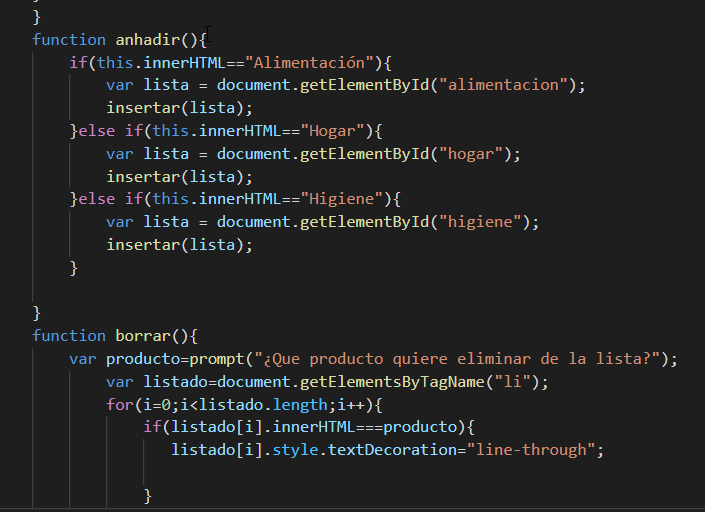 }
function anhadir(){
    if(this.innerHTML=="Alimentación"){
        var lista = document.getElementById("alimentacion");
        insertar(lista);
    }else if(this.innerHTML=="Hogar"){
        var lista = document.getElementById("hogar");
        insertar(lista);
    }else if(this.innerHTML=="Higiene"){
        var lista = document.getElementById("higiene");
        insertar(lista);
    }
}
function borrar(){
    var producto=prompt("¿Que producto quiere eliminar de la lista?");
        var listado=document.getElementsByTagName("li");
        for(i=0;i<listado.length;i++){
            if(listado[i].innerHTML===producto){
               listado[i].style.textDecoration="line-through";
            }